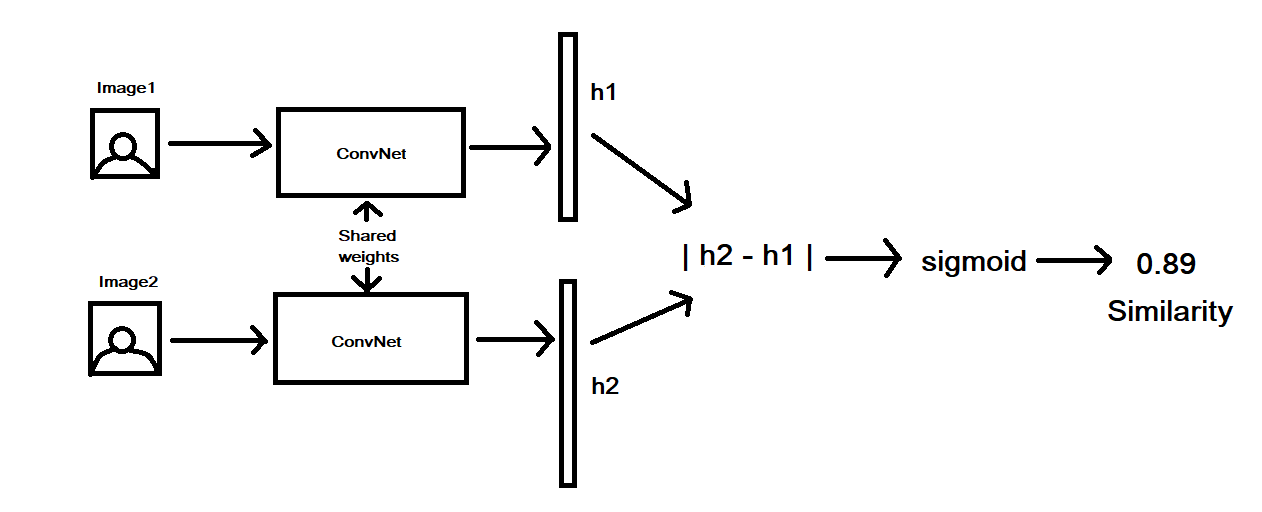 Image1
ConvNet
h1
Shared
weights
| h2 - h1 |
sigmoid
0.89
Similarity
Image2
ConvNet
h2